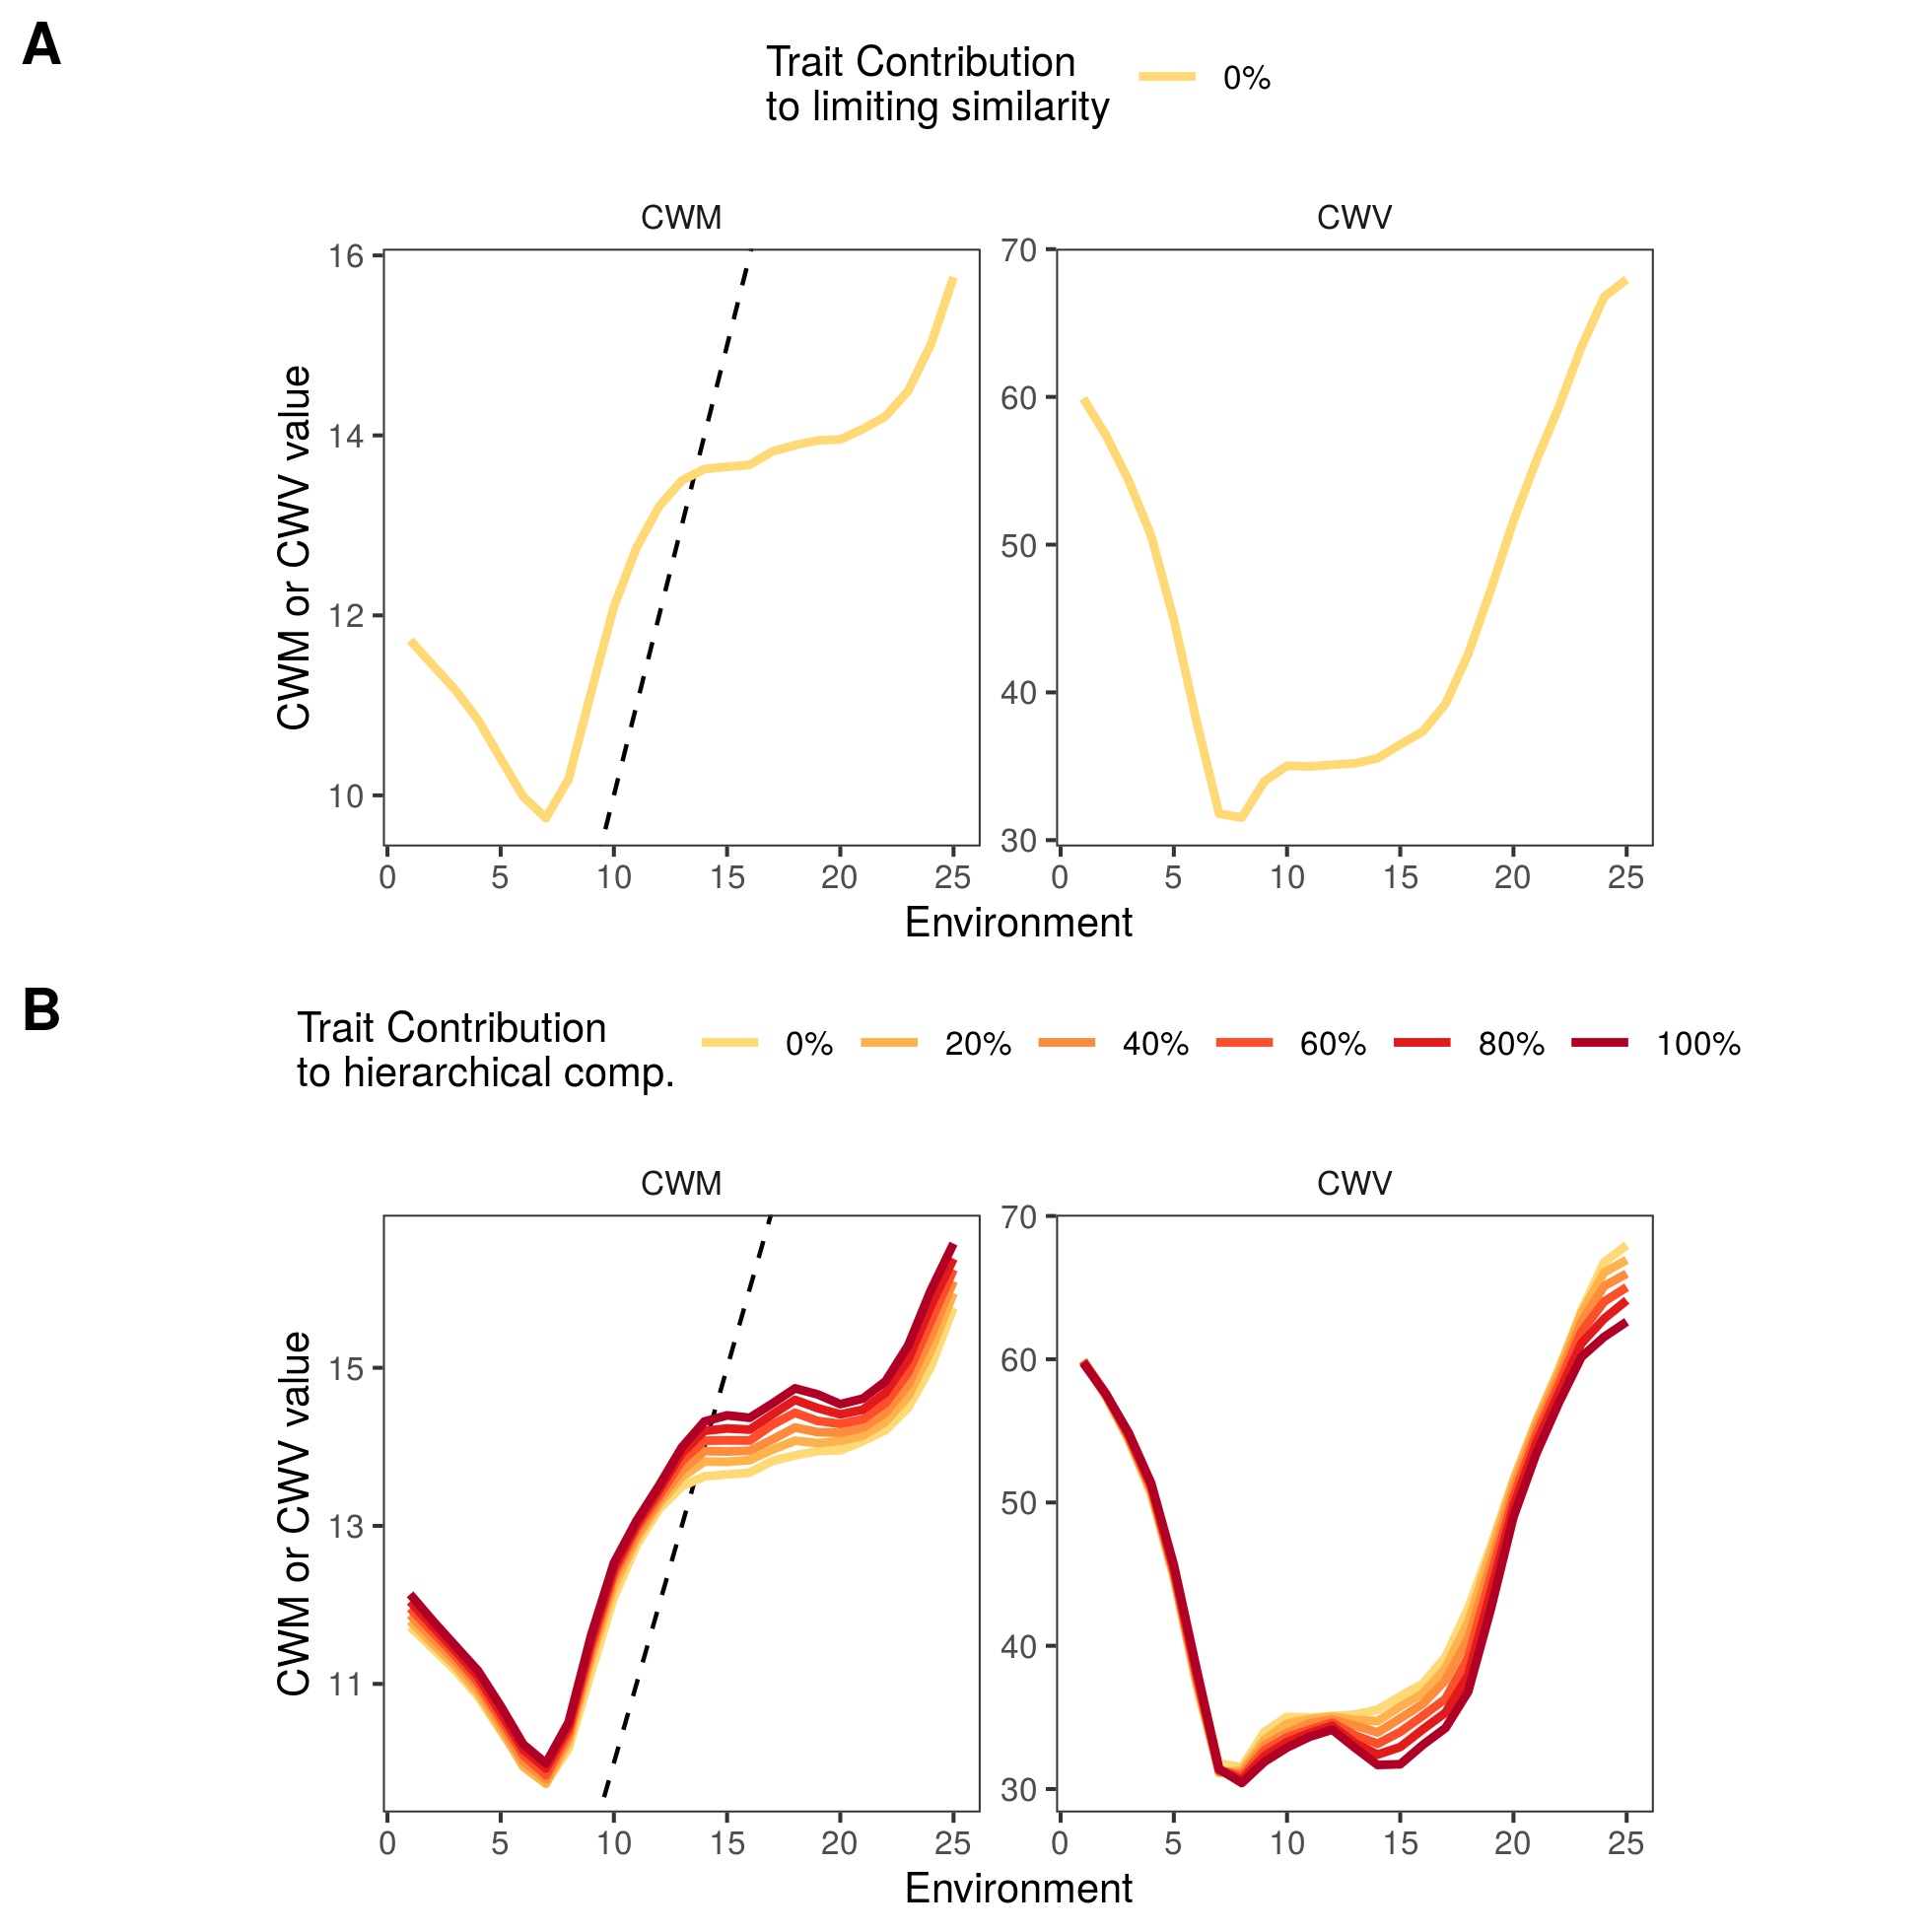 A
Trait Contribution
to limiting similarity
0%
CWM
CWV
CWM or CWV value
16
14
12
10
0 5 10 15 20 25
70
60
50
40
30
0 5 10 15 20 25
Environment
B
Trait Contribution
to hierarchical comp.
0% 20% 40% 60% 80% 100%
CWM
CWV
CWM or CWV value
15
13
11
0 5 10 15 20 25
70
60
50
40
30
0 5 10 15 20 25
Environment